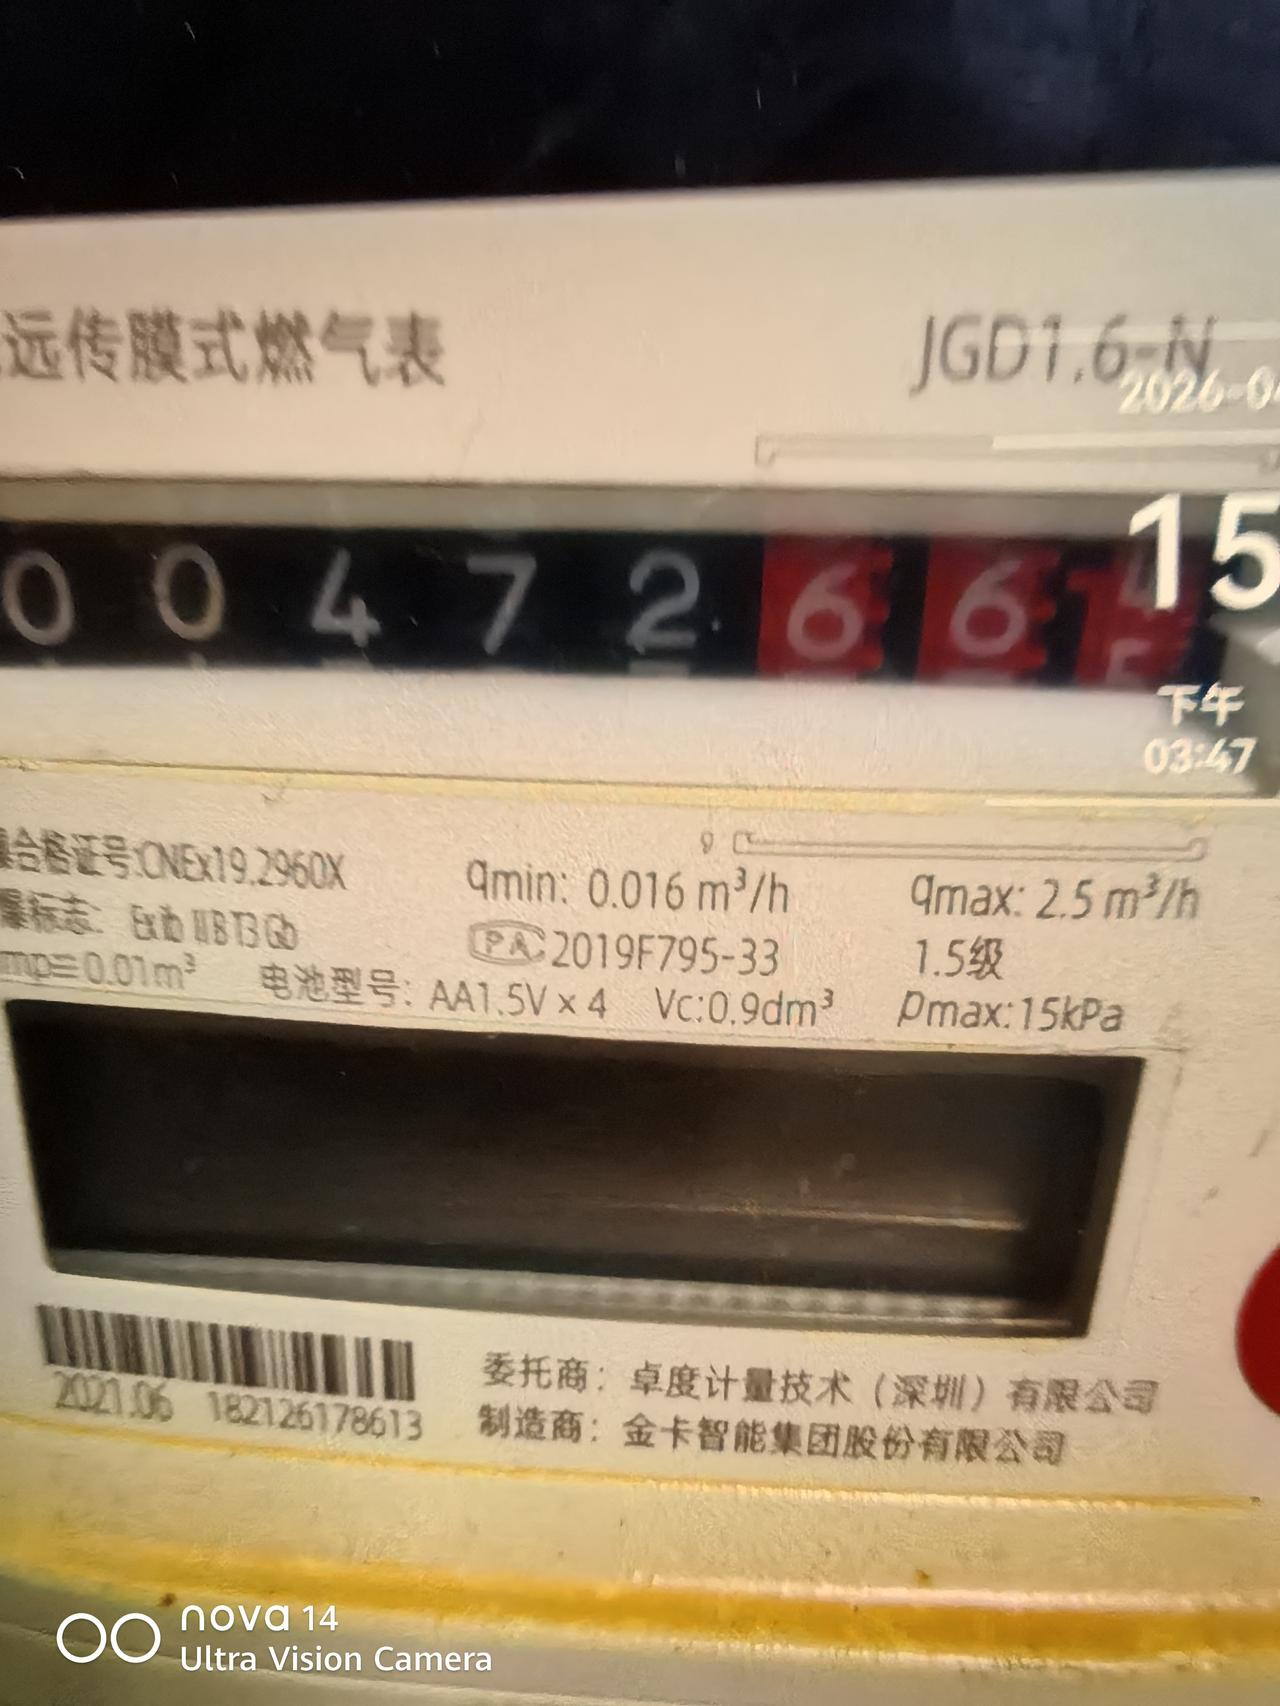 远传膜式燃气表
JGD1.6-N
2026-0
0 0 4 7 2 6 6 4
5
15
下午
03:47
合格证号:CNEx19.2960X
qmin: 0.016 m³/h
qmax: 2.5 m³/h
爆标志: Ex ib IIB T3 Gb
PA 2019F795-33
1.5级
mp≡0.01m³
电池型号: AA1.5V×4
Vc:0.9dm³
Pmax:15kPa
2021.06 182126178613
委托商: 卓度计量技术（深圳）有限公司
制造商: 金卡智能集团股份有限公司
nova 14
Ultra Vision Camera